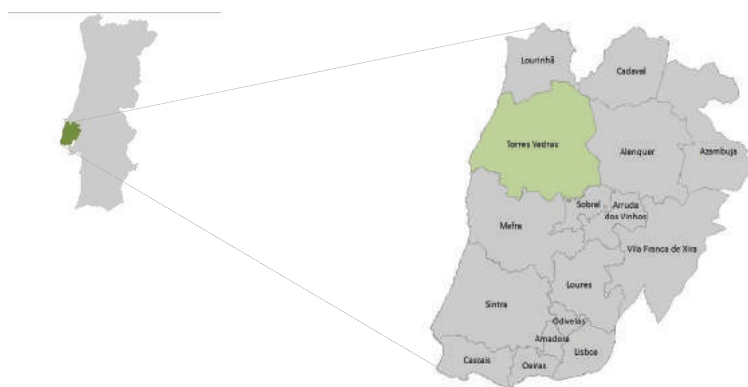 Lourinhã
Cadaval
Torres Vedras
Alenquer
Azambuja
Sobral
Arruda
dos Vinhos
Mafra
Vila Franca de Xira
Loures
Sintra
Odivelas
Amadora
Lisboa
Cascais
Oeiras